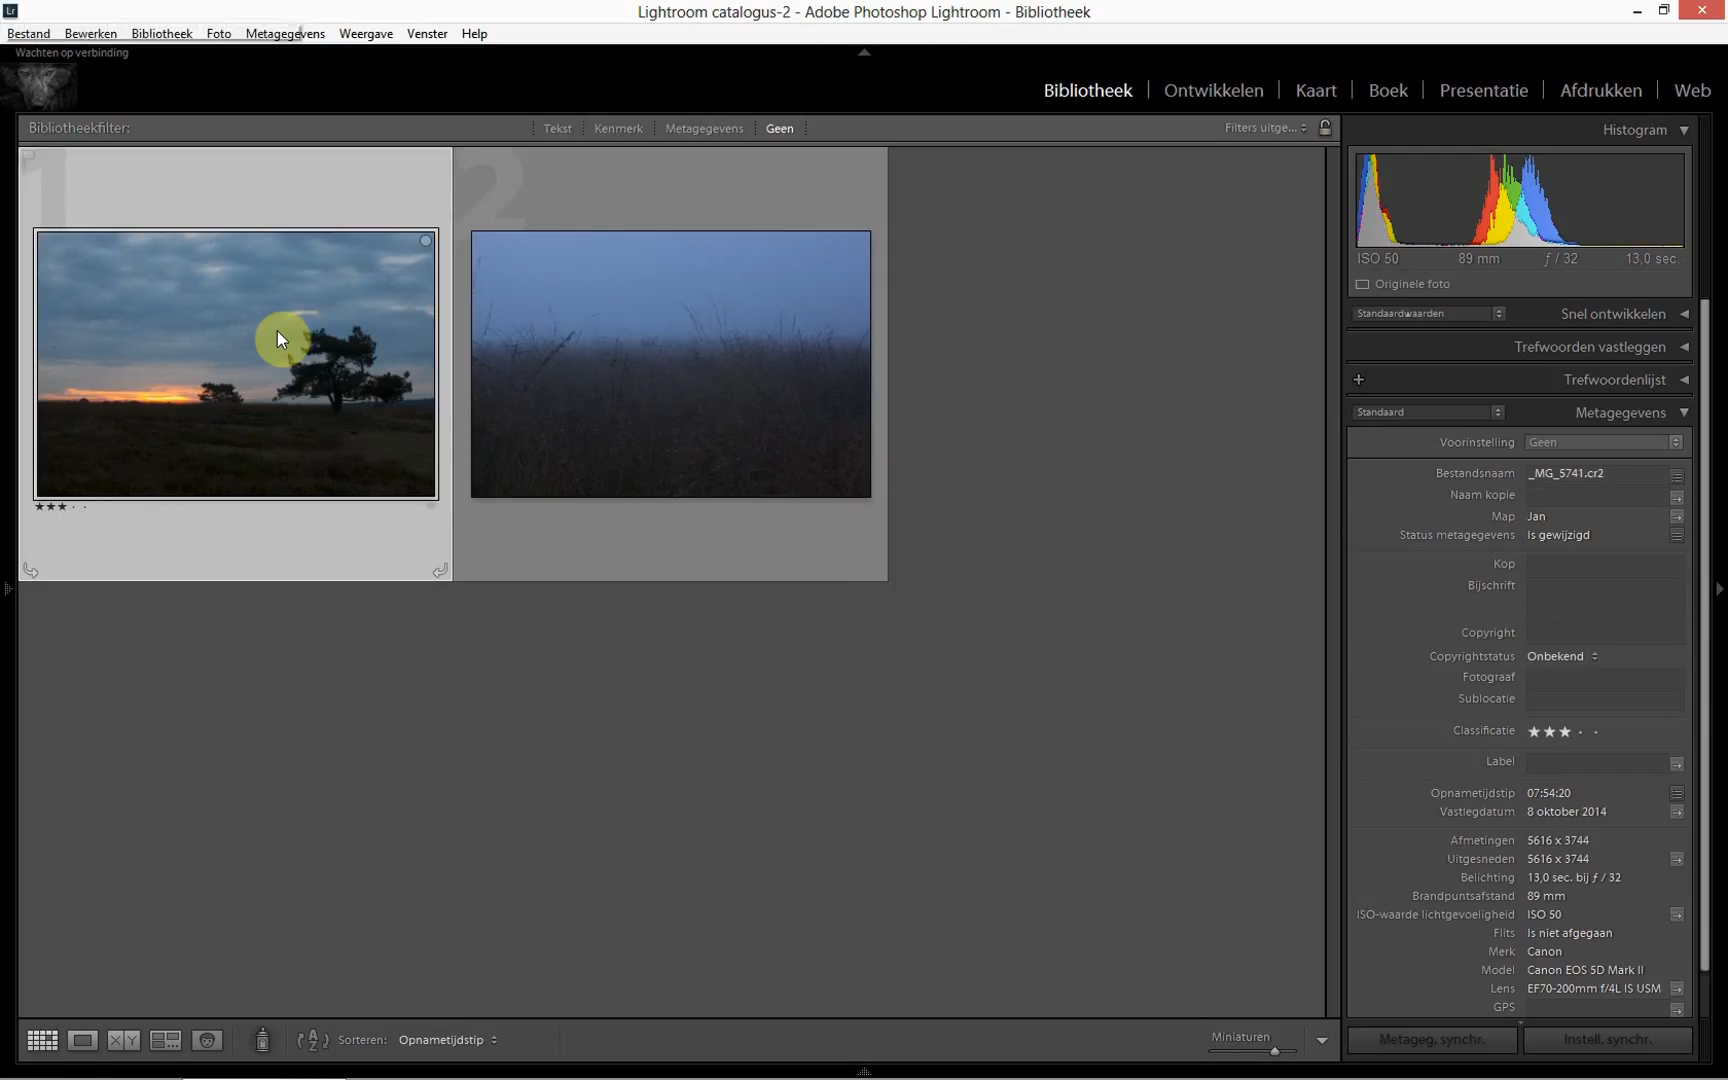 Lr
Lightroom catalogus-2 - Adobe Photoshop Lightroom - Bibliotheek
Bestand Bewerken Bibliotheek Foto Metagegevens Weergave Venster Help
Wachten op verbinding
Bibliotheek Ontwikkelen Kaart Boek Presentatie Afdrukken Web
Bibliotheekfilter: Tekst Kenmerk Metagegevens Geen Filters uitge...
Histogram
1 2
ISO 50 89 mm ƒ / 32 13,0 sec.
Originele foto
Standaardwaarden Snel ontwikkelen
Trefwoorden vastleggen
Trefwoordenlijst
Standaard Metagegevens
Voorinstelling Geen
Bestandsnaam _MG_5741.cr2
Naam kopie
Map Jan
Status metagegevens Is gewijzigd
Kop
Bijschrift
Copyright
Copyrightstatus Onbekend
Fotograaf
Sublocatie
Classificatie ★★★ · ·
Label
Opnametijdstip 07:54:20
Vastlegdatum 8 oktober 2014
Afmetingen 5616 x 3744
Uitgesneden 5616 x 3744
Belichting 13,0 sec. bij ƒ / 32
Brandpuntsafstand 89 mm
ISO-waarde lichtgevoeligheid ISO 50
Flits Is niet afgegaan
Merk Canon
Model Canon EOS 5D Mark II
Lens EF70-200mm f/4L IS USM
GPS
XY AZ Sorteren: Opnametijdstip Miniaturen
Metageg. synchr. Instell. synchr.